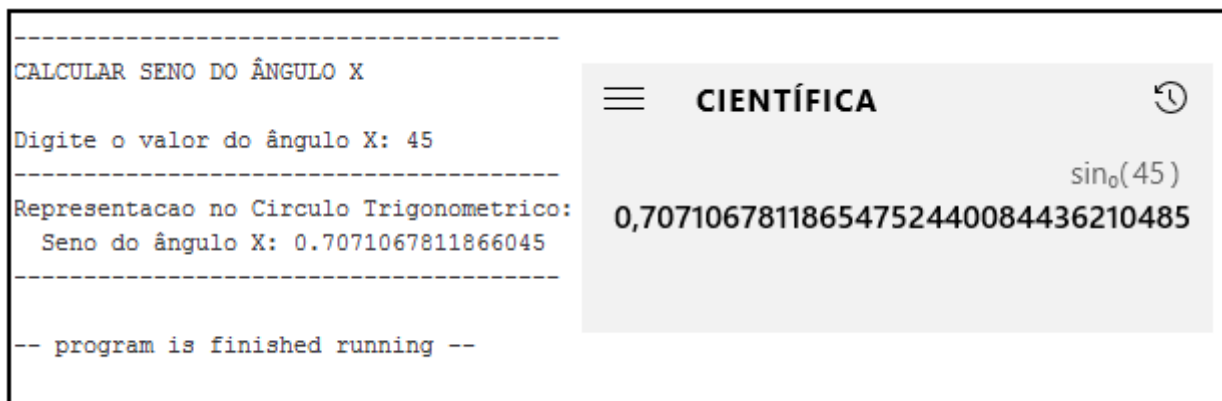 ---------------------------------------
CALCULAR SENO DO ÂNGULO X
Digite o valor do ângulo X: 45
---------------------------------------
Representacao no Circulo Trigonometrico:
Seno do ângulo X: 0.7071067811866045
---------------------------------------
-- program is finished running --
CIENTÍFICA
sin₀(45)
0,70710678118654752440084436210485